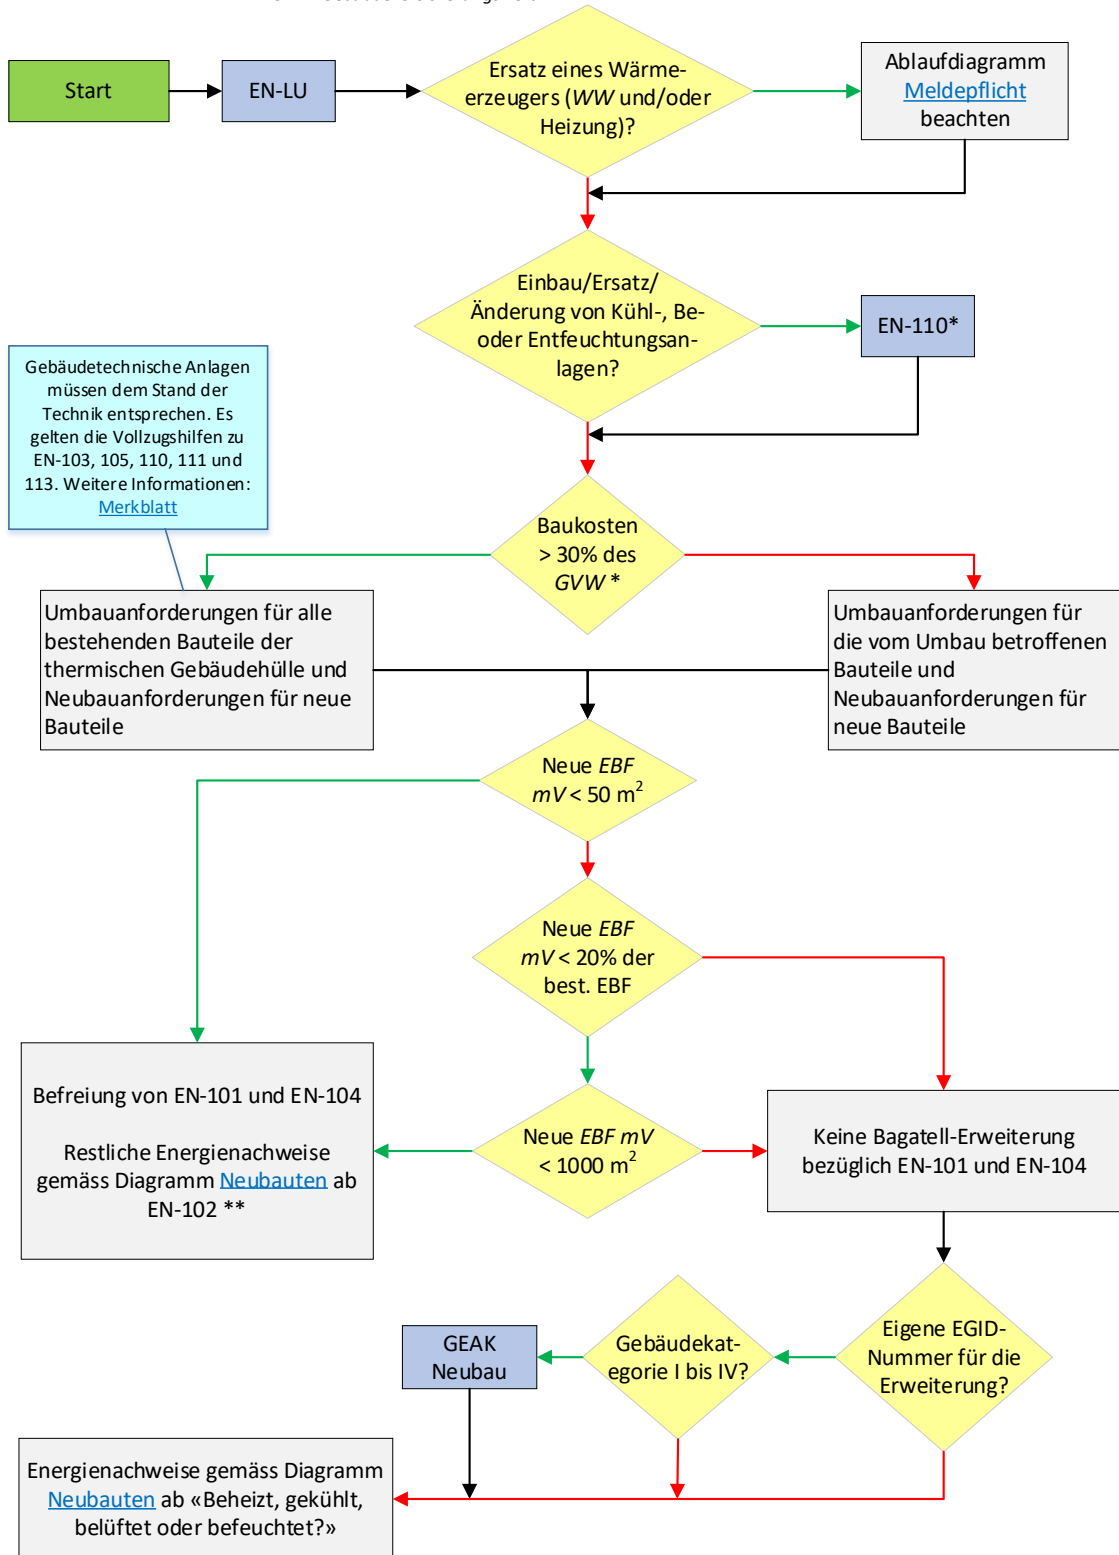 Start
EN-LU
Ersatz eines Wärme-
erzeugers (WW und/oder
Heizung)?
Ablaufdiagramm
Meldepflicht
beachten
Einbau/Ersatz/
Änderung von Kühl-, Be-
oder Entfeuchtungsan-
lagen?
EN-110*
Gebäudetechnische Anlagen
müssen dem Stand der
Technik entsprechen. Es
gelten die Vollzugshilfen zu
EN-103, 105, 110, 111 und
113. Weitere Informationen:
Merkblatt
Baukosten
> 30% des
GVW *
Umbauanforderungen für alle
bestehenden Bauteile der
thermischen Gebäudehülle und
Neubauanforderungen für neue
Bauteile
Umbauanforderungen für
die vom Umbau betroffenen
Bauteile und
Neubauanforderungen für
neue Bauteile
Neue EBF
mV < 50 m²
Neue EBF
mV < 20% der
best. EBF
Befreiung von EN-101 und EN-104
Restliche Energienachweise
gemäss Diagramm Neubauten ab
EN-102 **
Neue EBF mV
< 1000 m²
Keine Bagatell-Erweiterung
bezüglich EN-101 und EN-104
GEAK
Neubau
Gebäudekat-
egorie I bis IV?
Eigene EGID-
Nummer für die
Erweiterung?
Energienachweise gemäss Diagramm
Neubauten ab «Beheizt, gekühlt,
belüftet oder befeuchtet?»